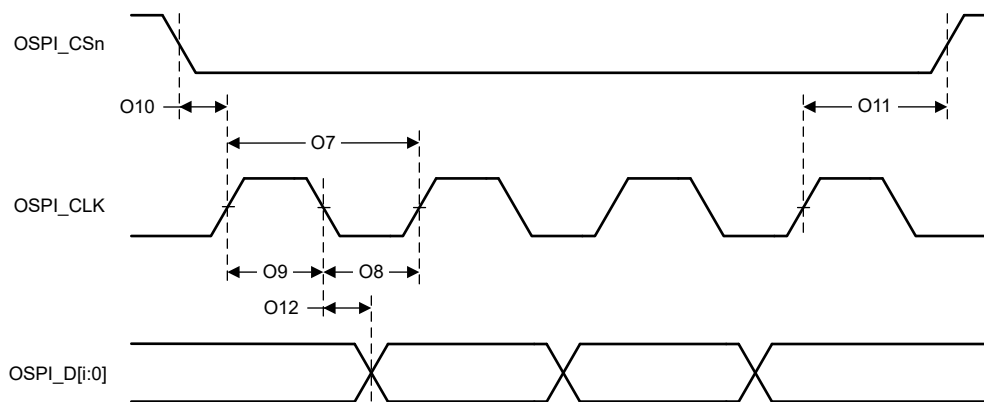 OSPI_CSn
O10
O11
O7
OSPI_CLK
O9
O8
O12
OSPI_D[i:0]